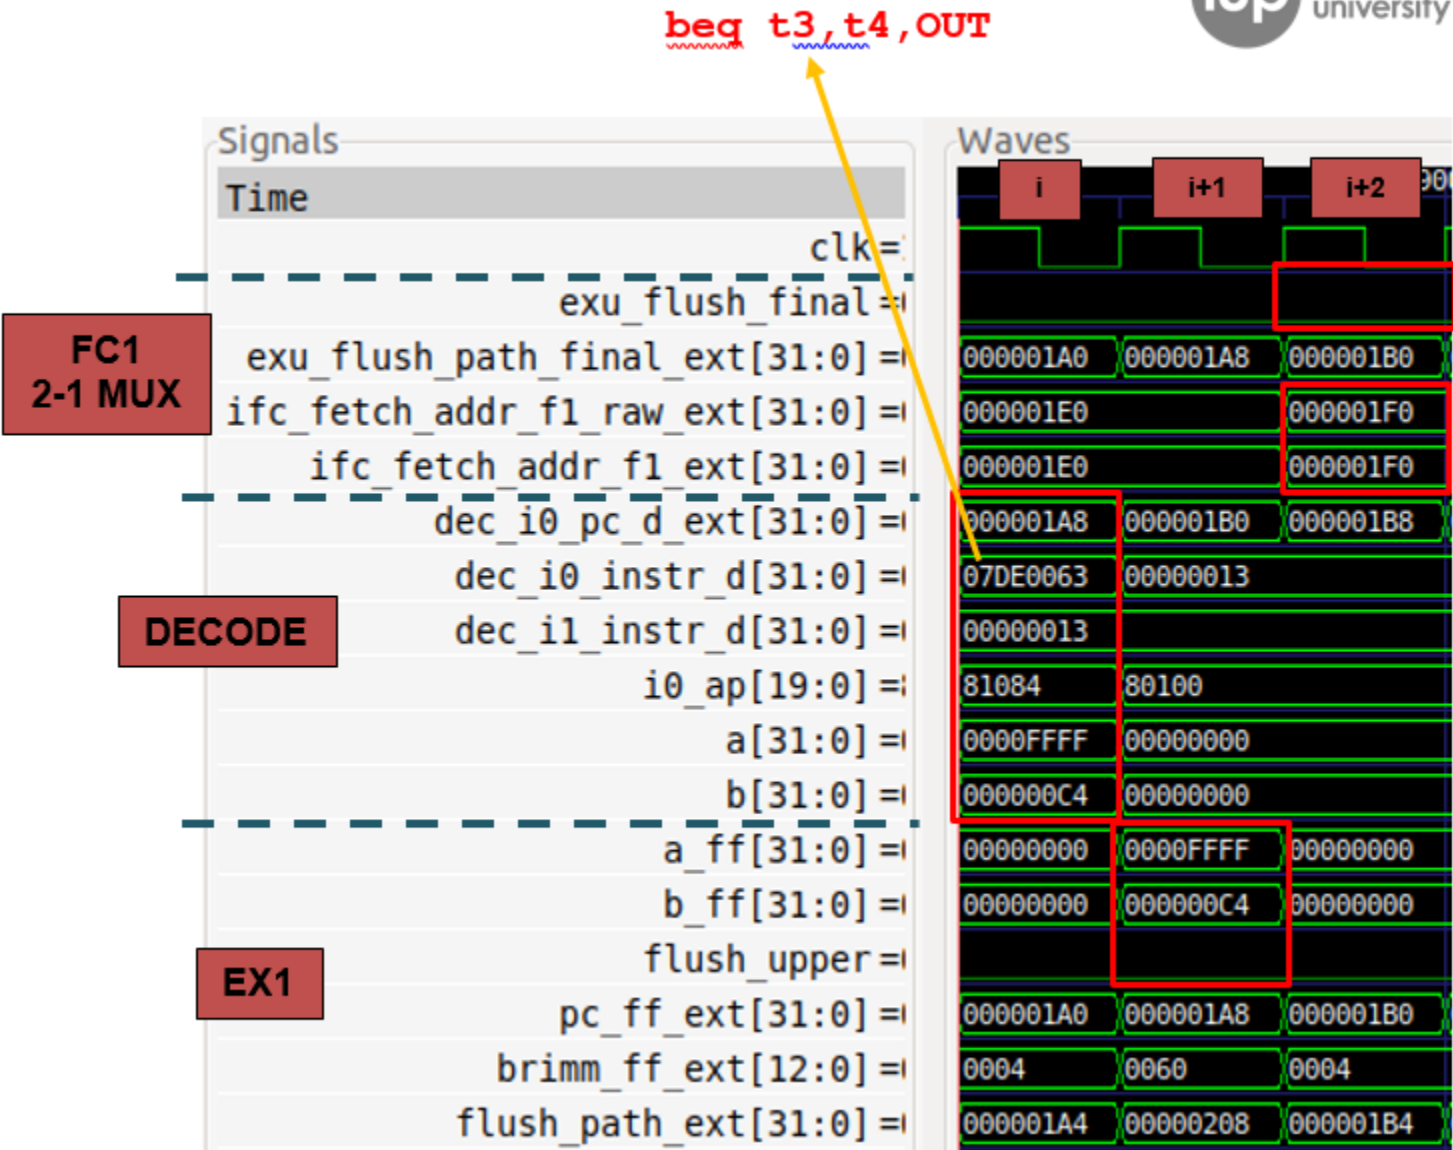 beq t3,t4,OUT
university
Signals
Waves
Time
i
i+1
i+2
clk=
exu_flush_final=
FC1
2-1 MUX
exu_flush_path_final_ext[31:0]= 000001A0 000001A8 000001B0
ifc_fetch_addr_f1_raw_ext[31:0]= 000001E0 000001F0
ifc_fetch_addr_f1_ext[31:0]= 000001E0 000001F0
dec_i0_pc_d_ext[31:0]= 000001A8 000001B0 000001B8
dec_i0_instr_d[31:0]= 07DE0063 00000013
DECODE
dec_i1_instr_d[31:0]= 00000013
i0_ap[19:0]= 81084 80100
a[31:0]= 0000FFFF 00000000
b[31:0]= 000000C4 00000000
a_ff[31:0]= 00000000 0000FFFF 00000000
b_ff[31:0]= 00000000 000000C4 00000000
flush_upper=
EX1
pc_ff_ext[31:0]= 000001A0 000001A8 000001B0
brimm_ff_ext[12:0]= 0004 0060 0004
flush_path_ext[31:0]= 000001A4 00000208 000001B4